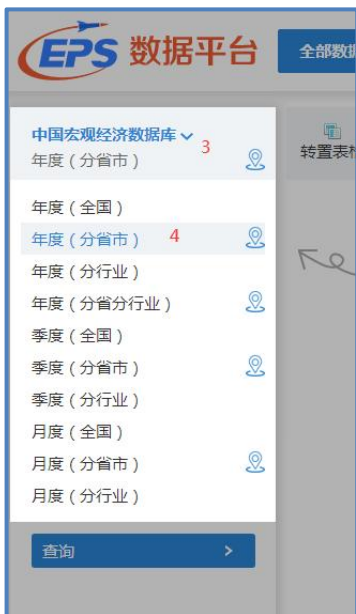 EPS 数据平台
全部数据
中国宏观经济数据库 3
年度（分省市）
转置表格
年度（全国）
年度（分省市） 4
年度（分行业）
年度（分省分行业）
季度（全国）
季度（分省市）
季度（分行业）
月度（全国）
月度（分省市）
月度（分行业）
查询 >